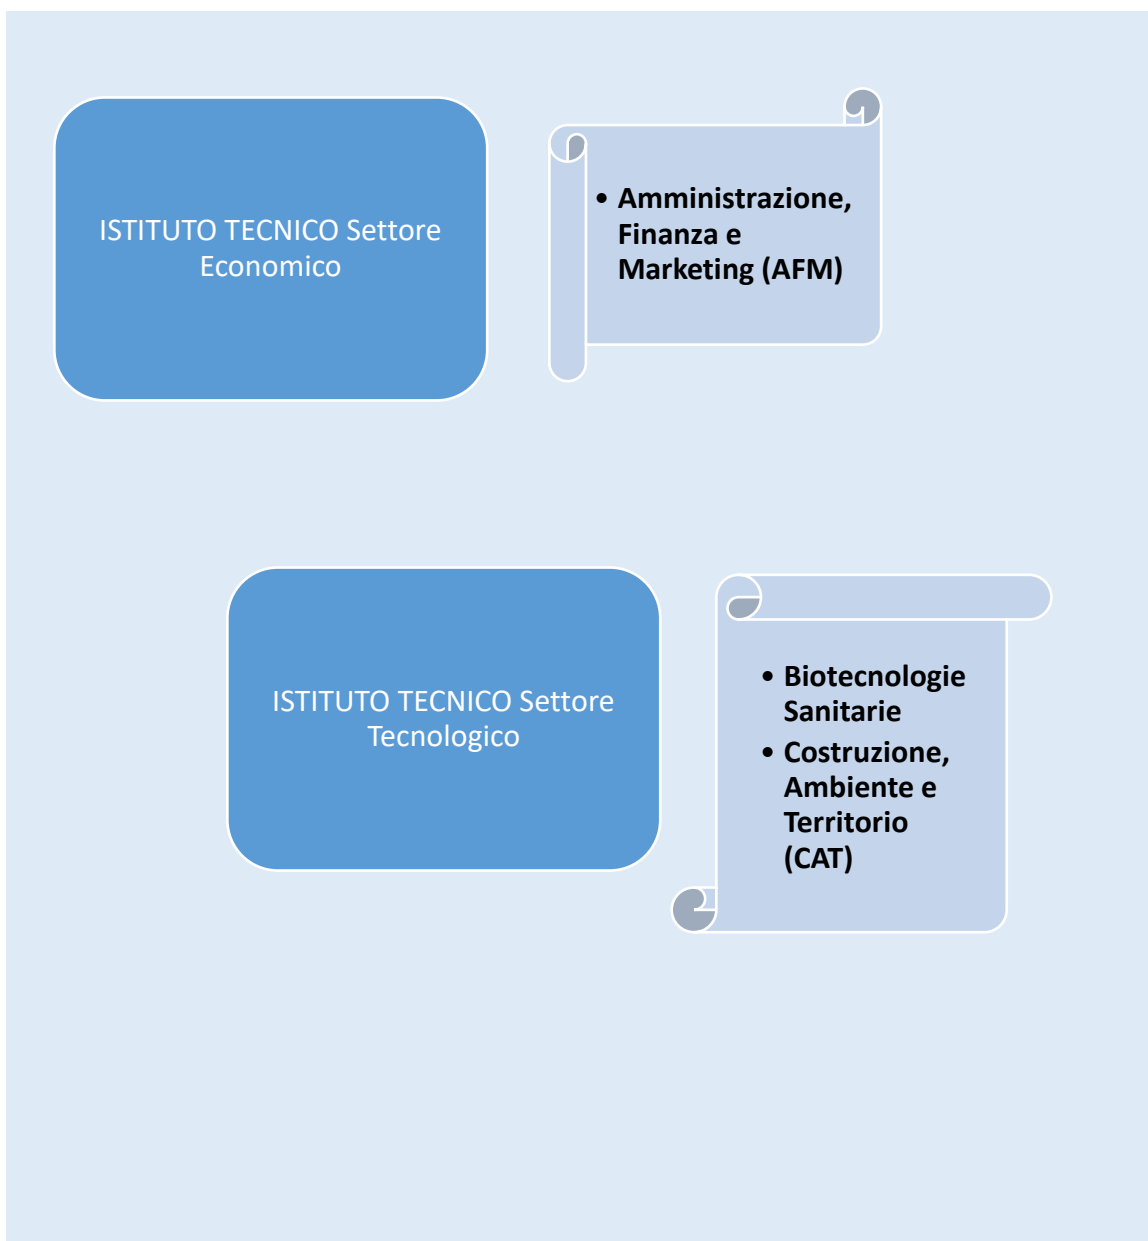 ISTITUTO TECNICO Settore
Economico
• Amministrazione,
Finanza e
Marketing (AFM)
ISTITUTO TECNICO Settore
Tecnologico
• Biotecnologie
Sanitarie
• Costruzione,
Ambiente e
Territorio
(CAT)